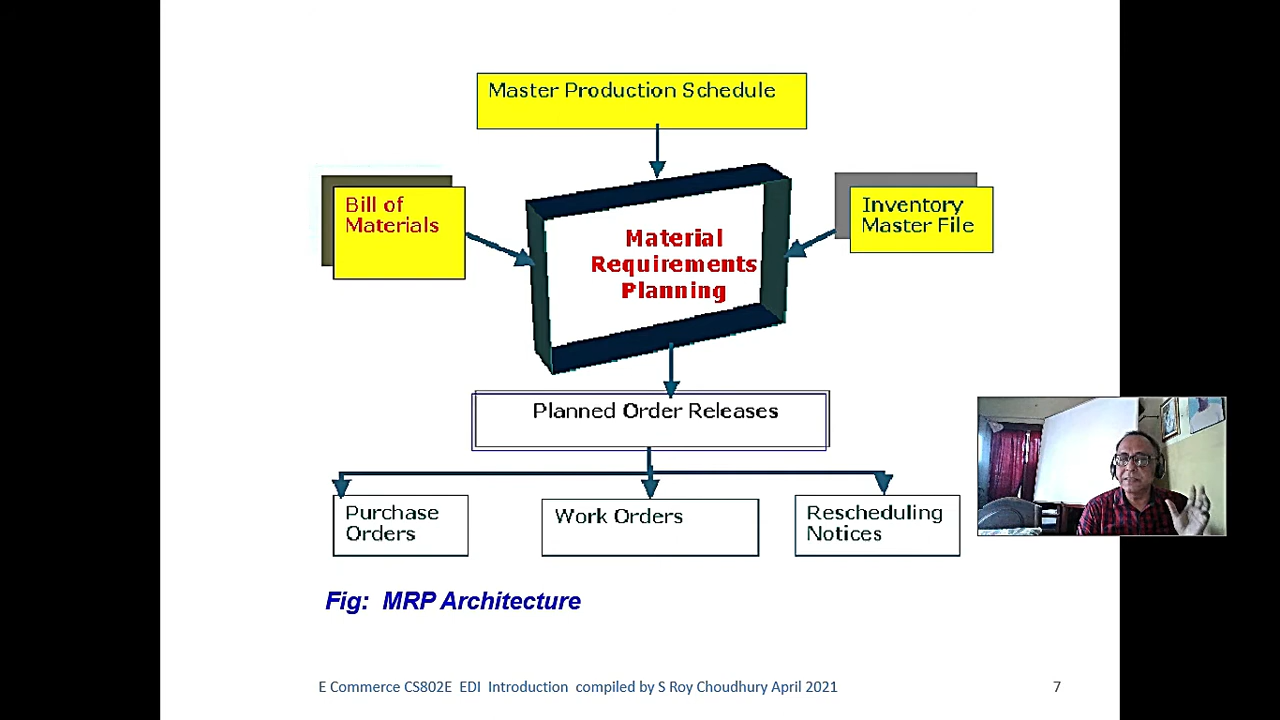 Master Production Schedule
Bill of
Materials
Inventory
Master File
Material
Requirements
Planning
Planned Order Releases
Purchase
Orders
Work Orders
Rescheduling
Notices
Fig: MRP Architecture
E Commerce CS802E EDI Introduction compiled by S Roy Choudhury April 2021
7